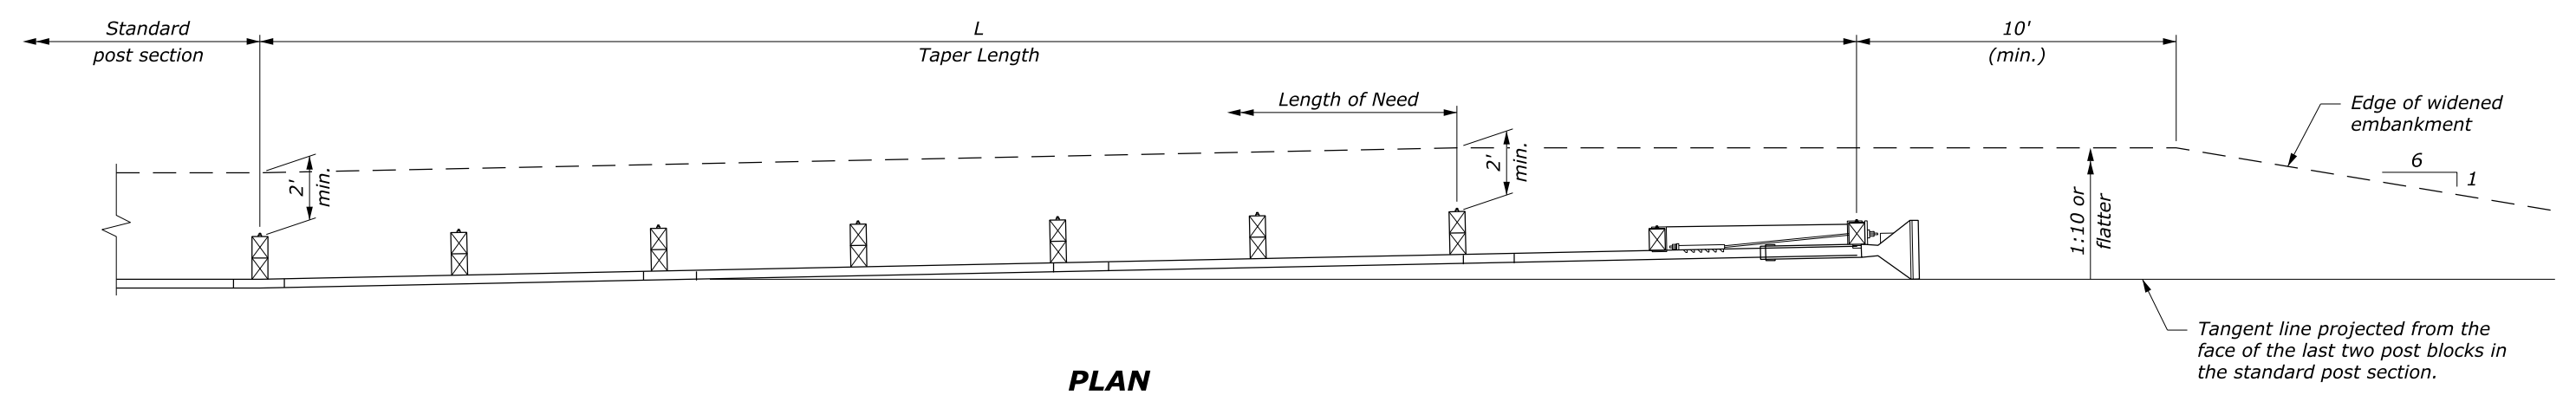 Standard
post section
L
Taper Length
10'
(min.)
Length of Need
Edge of widened
embankment
6
1
2'
min.
2'
min.
1:10 or
flatter
Tangent line projected from the
face of the last two post blocks in
the standard post section.
PLAN